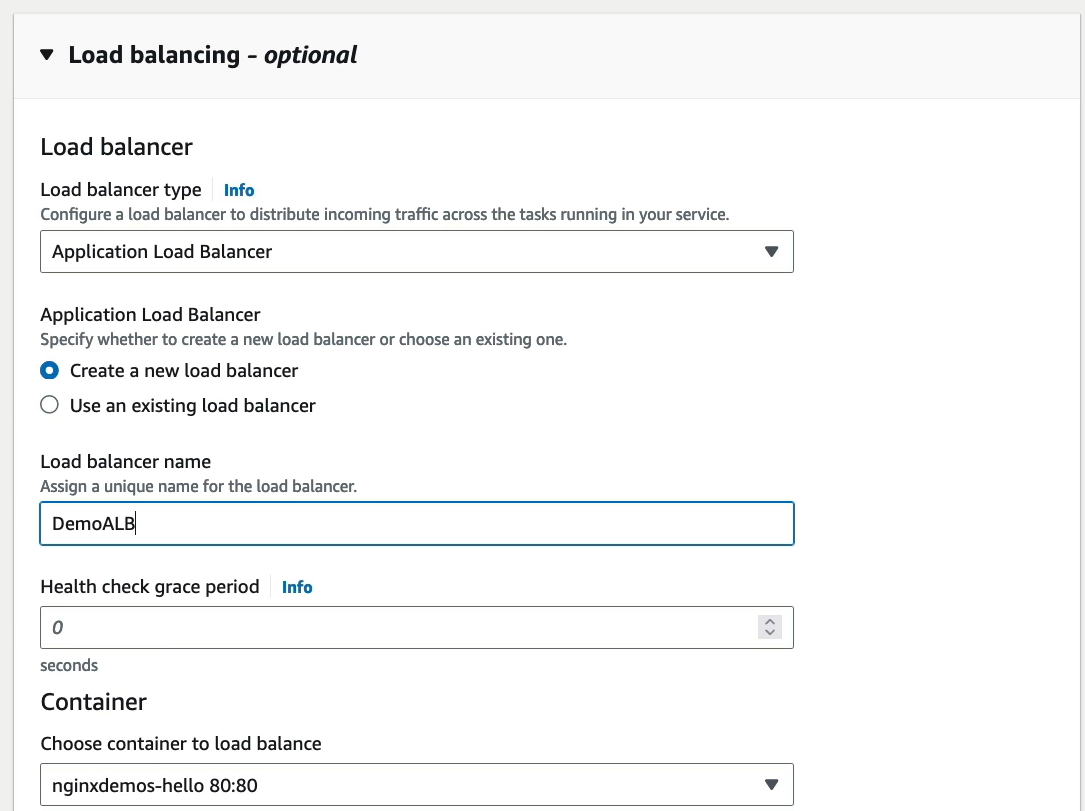 Load balancing - optional
Load balancer
Load balancer type Info
Configure a load balancer to distribute incoming traffic across the tasks running in your service.
Application Load Balancer
Application Load Balancer
Specify whether to create a new load balancer or choose an existing one.
Create a new load balancer
Use an existing load balancer
Load balancer name
Assign a unique name for the load balancer.
DemoALB
Health check grace period Info
0
seconds
Container
Choose container to load balance
nginxdemos-hello 80:80